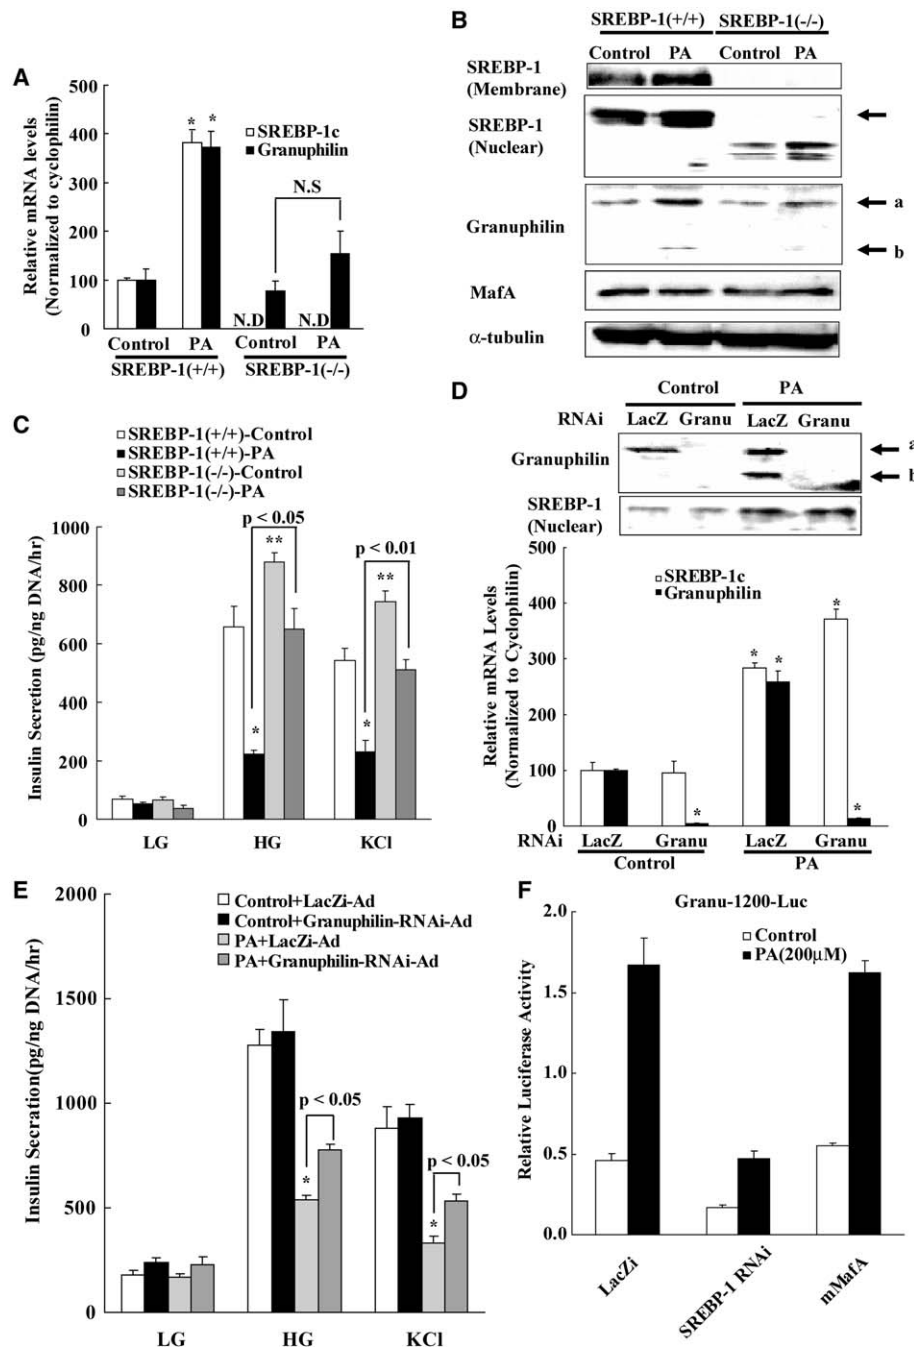 A
Relative mRNA levels
(Normalized to cyclophilin)
500
400
300
200
100
0
* *
SREBP-1c
Granuphilin
N.S
N.D N.D
Control PA Control PA
SREBP-1(+/+) SREBP-1(-/-)
B
SREBP-1(+/+) SREBP-1(-/-)
Control PA Control PA
SREBP-1
(Membrane)
SREBP-1
(Nuclear)
Granuphilin
a
b
MafA
α-tubulin
C
SREBP-1(+/+)-Control
SREBP-1(+/+)-PA
SREBP-1(-/-)-Control
SREBP-1(-/-)-PA
Insulin Secretion (pg/ng DNA/hr)
1000
800
600
400
200
0
p < 0.05
**
*
p < 0.01
**
*
LG HG KCl
D
Control PA
RNAi LacZ Granu LacZ Granu
Granuphilin
a
b
SREBP-1
(Nuclear)
Relative mRNA Levels
(Normalized to Cyclophilin)
500
400
300
200
100
0
SREBP-1c
Granuphilin
*
* *
*
*
RNAi LacZ Granu LacZ Granu
Control PA
E
Insulin Secration(pg/ng DNA/hr)
2000
1500
1000
500
0
Control+LacZi-Ad
Control+Granuphilin-RNAi-Ad
PA+LacZi-Ad
PA+Granuphilin-RNAi-Ad
p < 0.05
*
p < 0.05
*
LG HG KCl
F
Granu-1200-Luc
Control
PA(200μM)
Relative Luciferase Activity
2.0
1.5
1.0
0.5
0.0
LacZi
SREBP-1 RNAi
mMafA